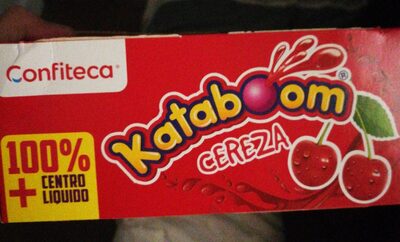 Confiteca®
Kataboom®
CEREZA
100%
+ CENTRO
LIQUIDO